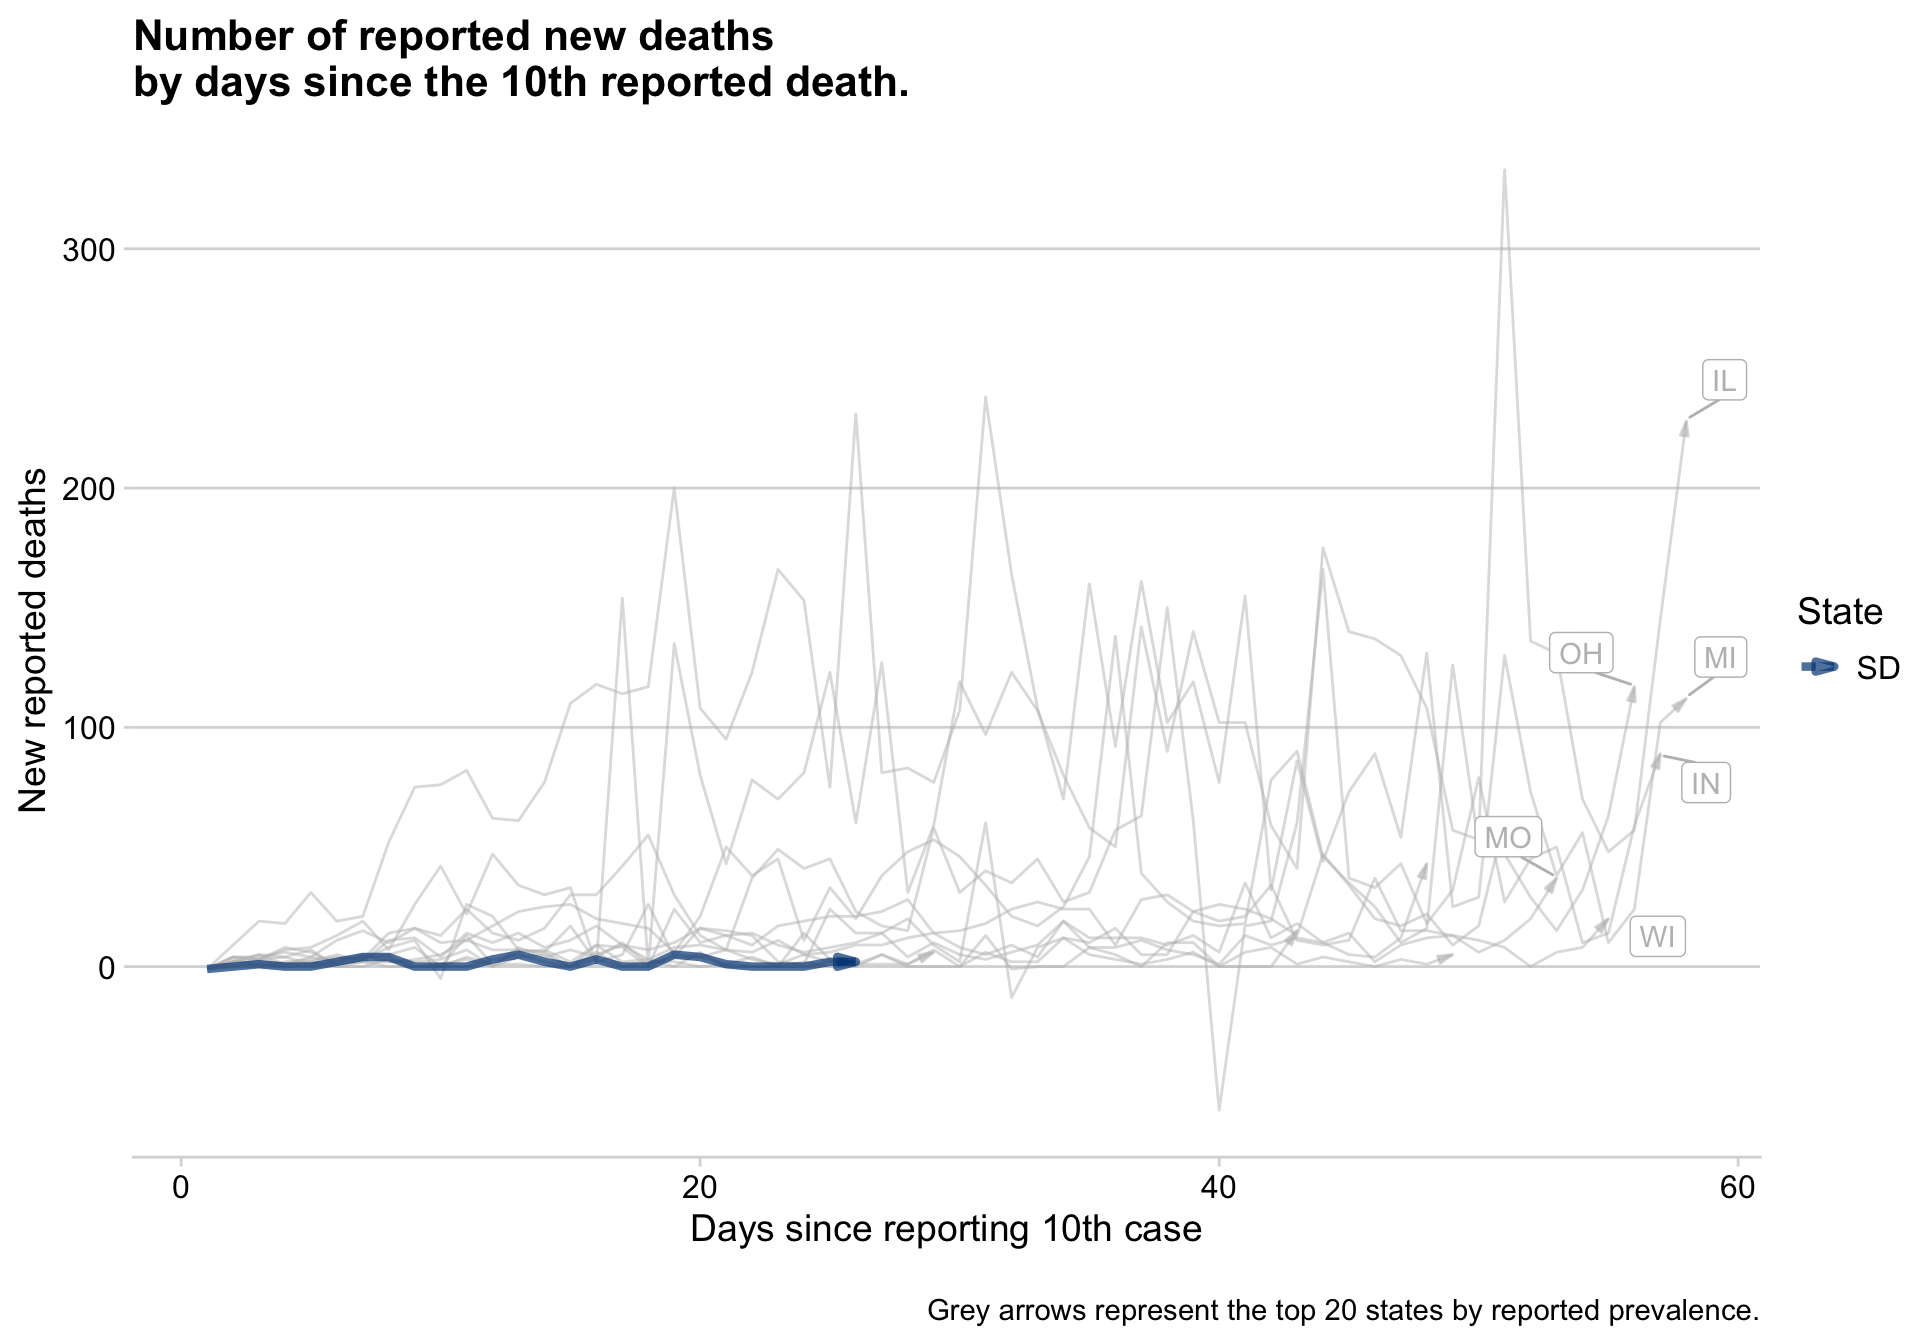 Number of reported new deaths
by days since the 10th reported death.
New reported deaths
300
200
100
0
IL
OH
MI
IN
MO
WI
State
SD
0
20
40
60
Days since reporting 10th case
Grey arrows represent the top 20 states by reported prevalence.